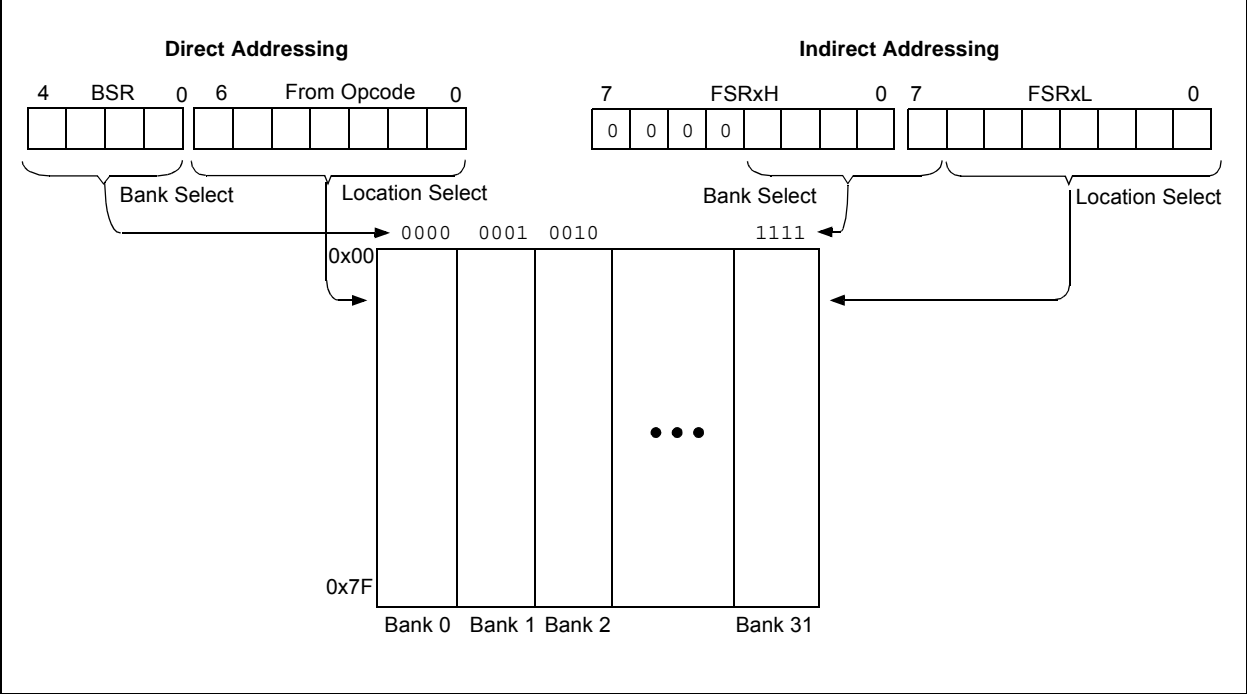 Direct Addressing
Indirect Addressing
4 BSR 0 6 From Opcode 0
7 FSRxH 0 7 FSRxL 0
0 0 0 0
Bank Select
Location Select
Bank Select
Location Select
0000 0001 0010 1111
0x00
0x7F
Bank 0 Bank 1 Bank 2 Bank 31